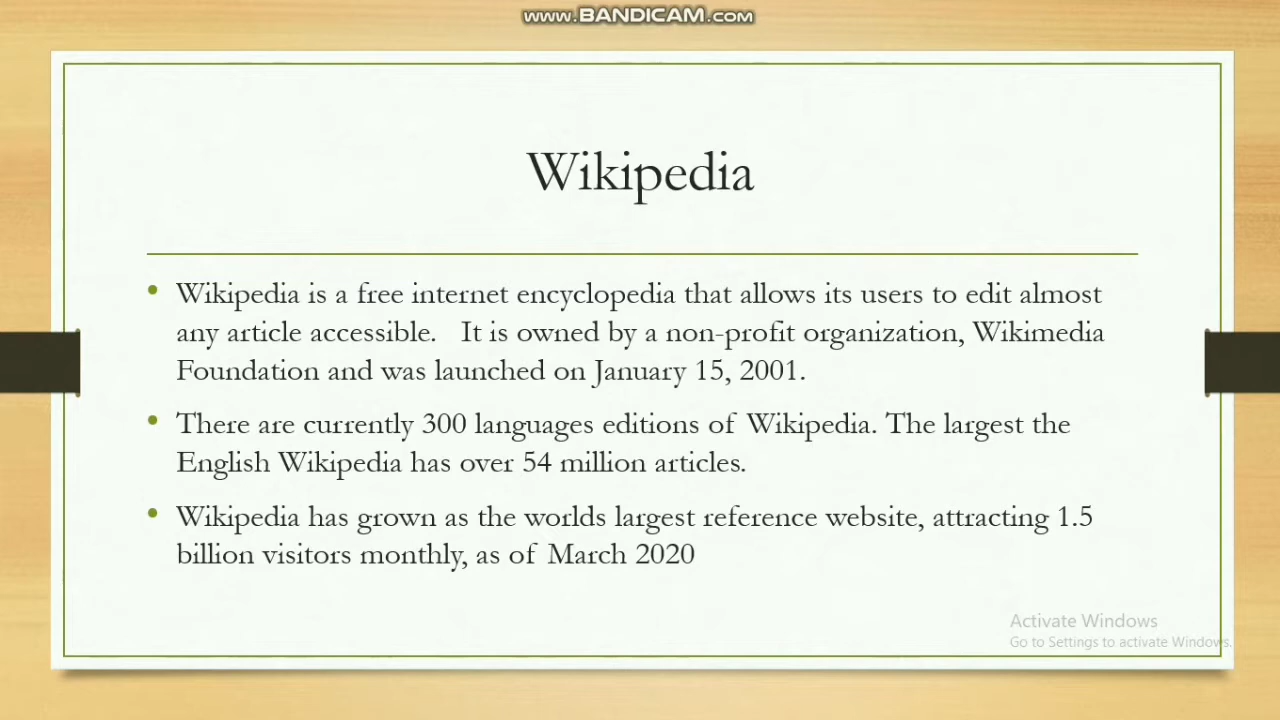 www.BANDICAM.com
Wikipedia
• Wikipedia is a free internet encyclopedia that allows its users to edit almost
any article accessible.   It is owned by a non-profit organization, Wikimedia
Foundation and was launched on January 15, 2001.
• There are currently 300 languages editions of Wikipedia. The largest the
English Wikipedia has over 54 million articles.
• Wikipedia has grown as the worlds largest reference website, attracting 1.5
billion visitors monthly, as of March 2020
Activate Windows
Go to Settings to activate Windows.